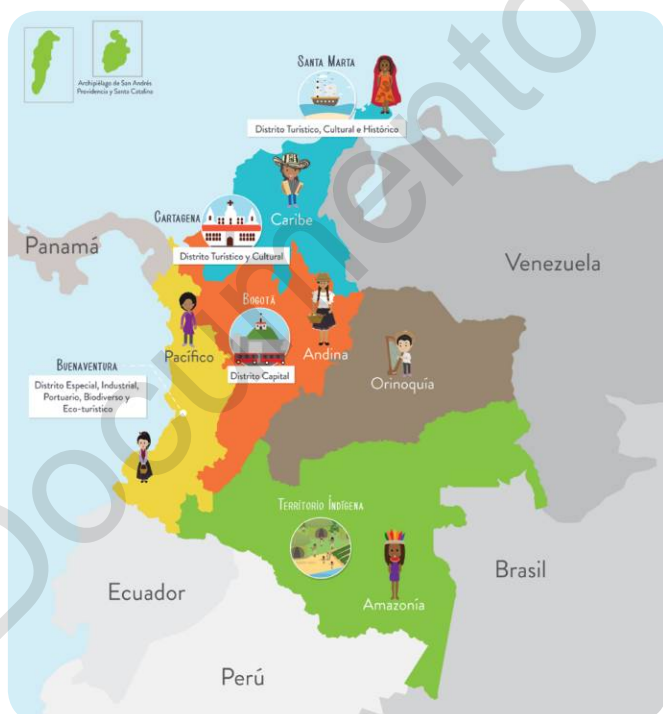 Archipiélago de San Andrés
Providencia y Santa Catalina
SANTA MARTA
Distrito Turístico, Cultural e Histórico
CARTAGENA
Caribe
Distrito Turístico y Cultural
Panamá
Venezuela
BOGOTÁ
Pacífico
Andina
Distrito Capital
Orinoquía
BUENAVENTURA
Distrito Especial, Industrial,
Portuario, Biodiverso y
Eco-turístico
TERRITORIO INDÍGENA
Amazonía
Ecuador
Brasil
Perú
Documento